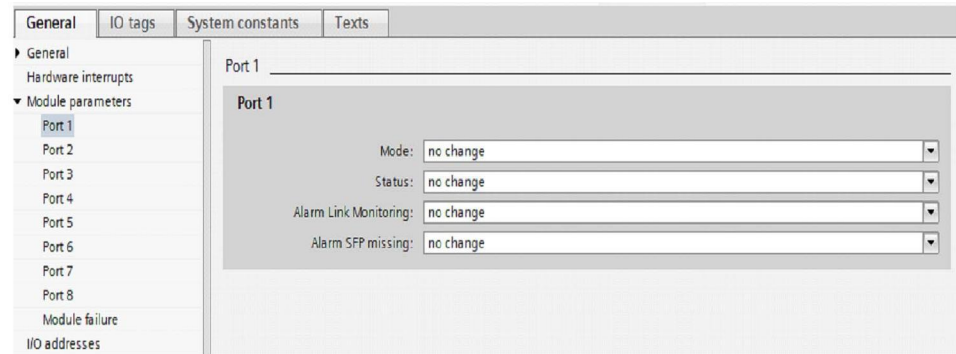 General IO tags System constants Texts
General
Hardware interrupts
Module parameters
Port 1
Port 2
Port 3
Port 4
Port 5
Port 6
Port 7
Port 8
Module failure
I/O addresses
Port 1
Port 1
Mode: no change
Status: no change
Alarm Link Monitoring: no change
Alarm SFP missing: no change